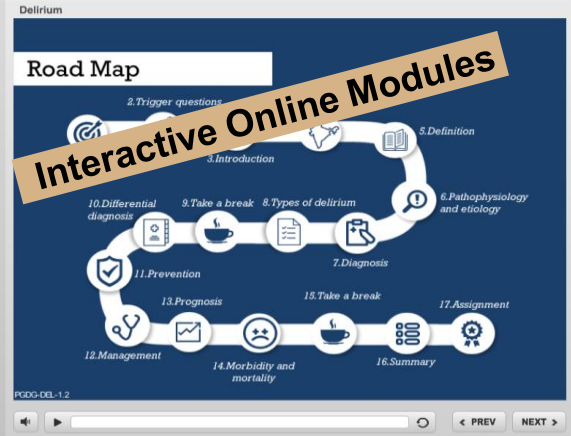 Delirium
Road Map
Interactive Online Modules
2.Trigger questions
3.Introduction
5.Definition
6.Pathophysiology
and etiology
7.Diagnosis
8.Types of delirium
9.Take a break
10.Differential
diagnosis
11.Prevention
12.Management
13.Prognosis
14.Morbidity and
mortality
15.Take a break
16.Summary
17.Assignment
PGDG-DEL-1.2
< PREV
NEXT >